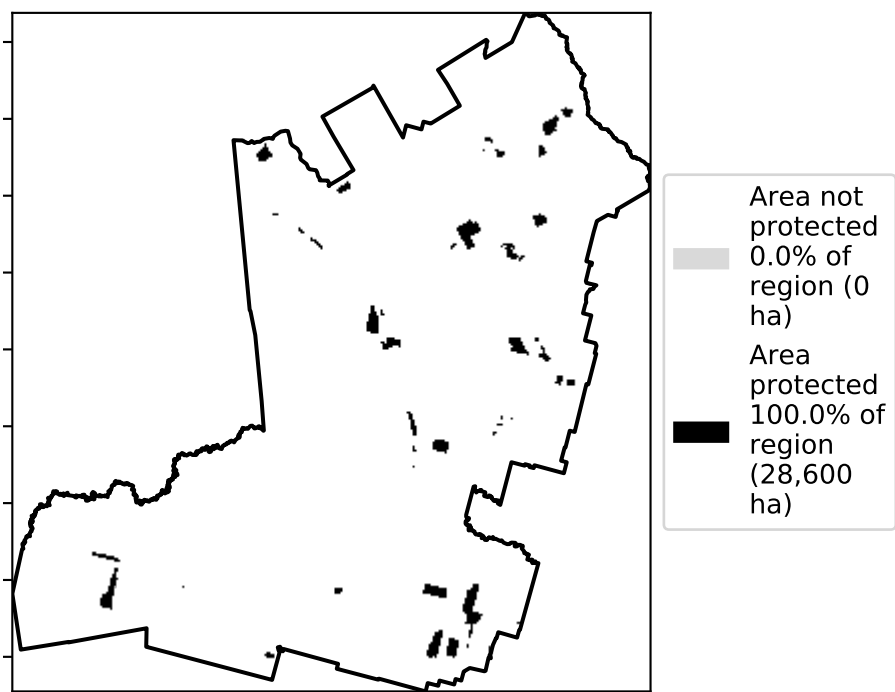 Area not
protected
0.0% of
region (0
ha)
Area
protected
100.0% of
region
(28,600
ha)